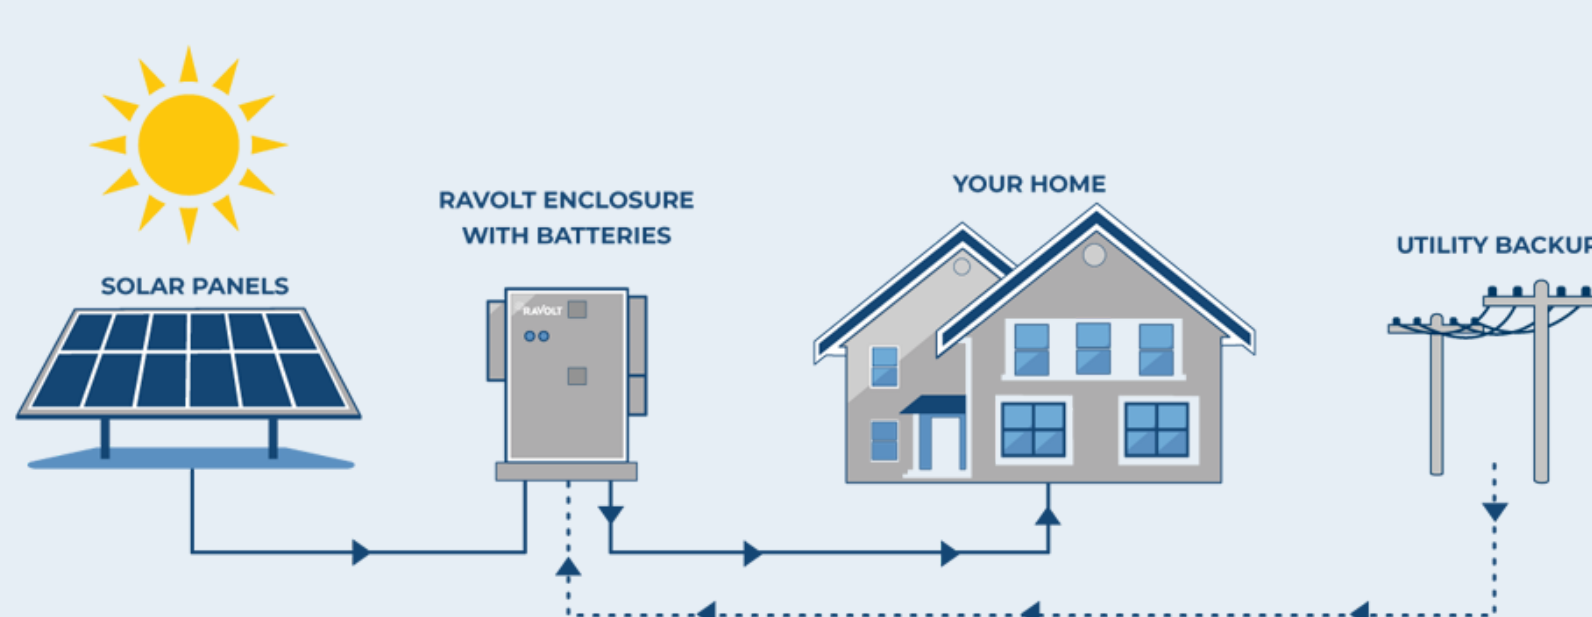 SOLAR PANELS
RAVOLT ENCLOSURE
WITH BATTERIES
RAVOLT
YOUR HOME
UTILITY BACKUP